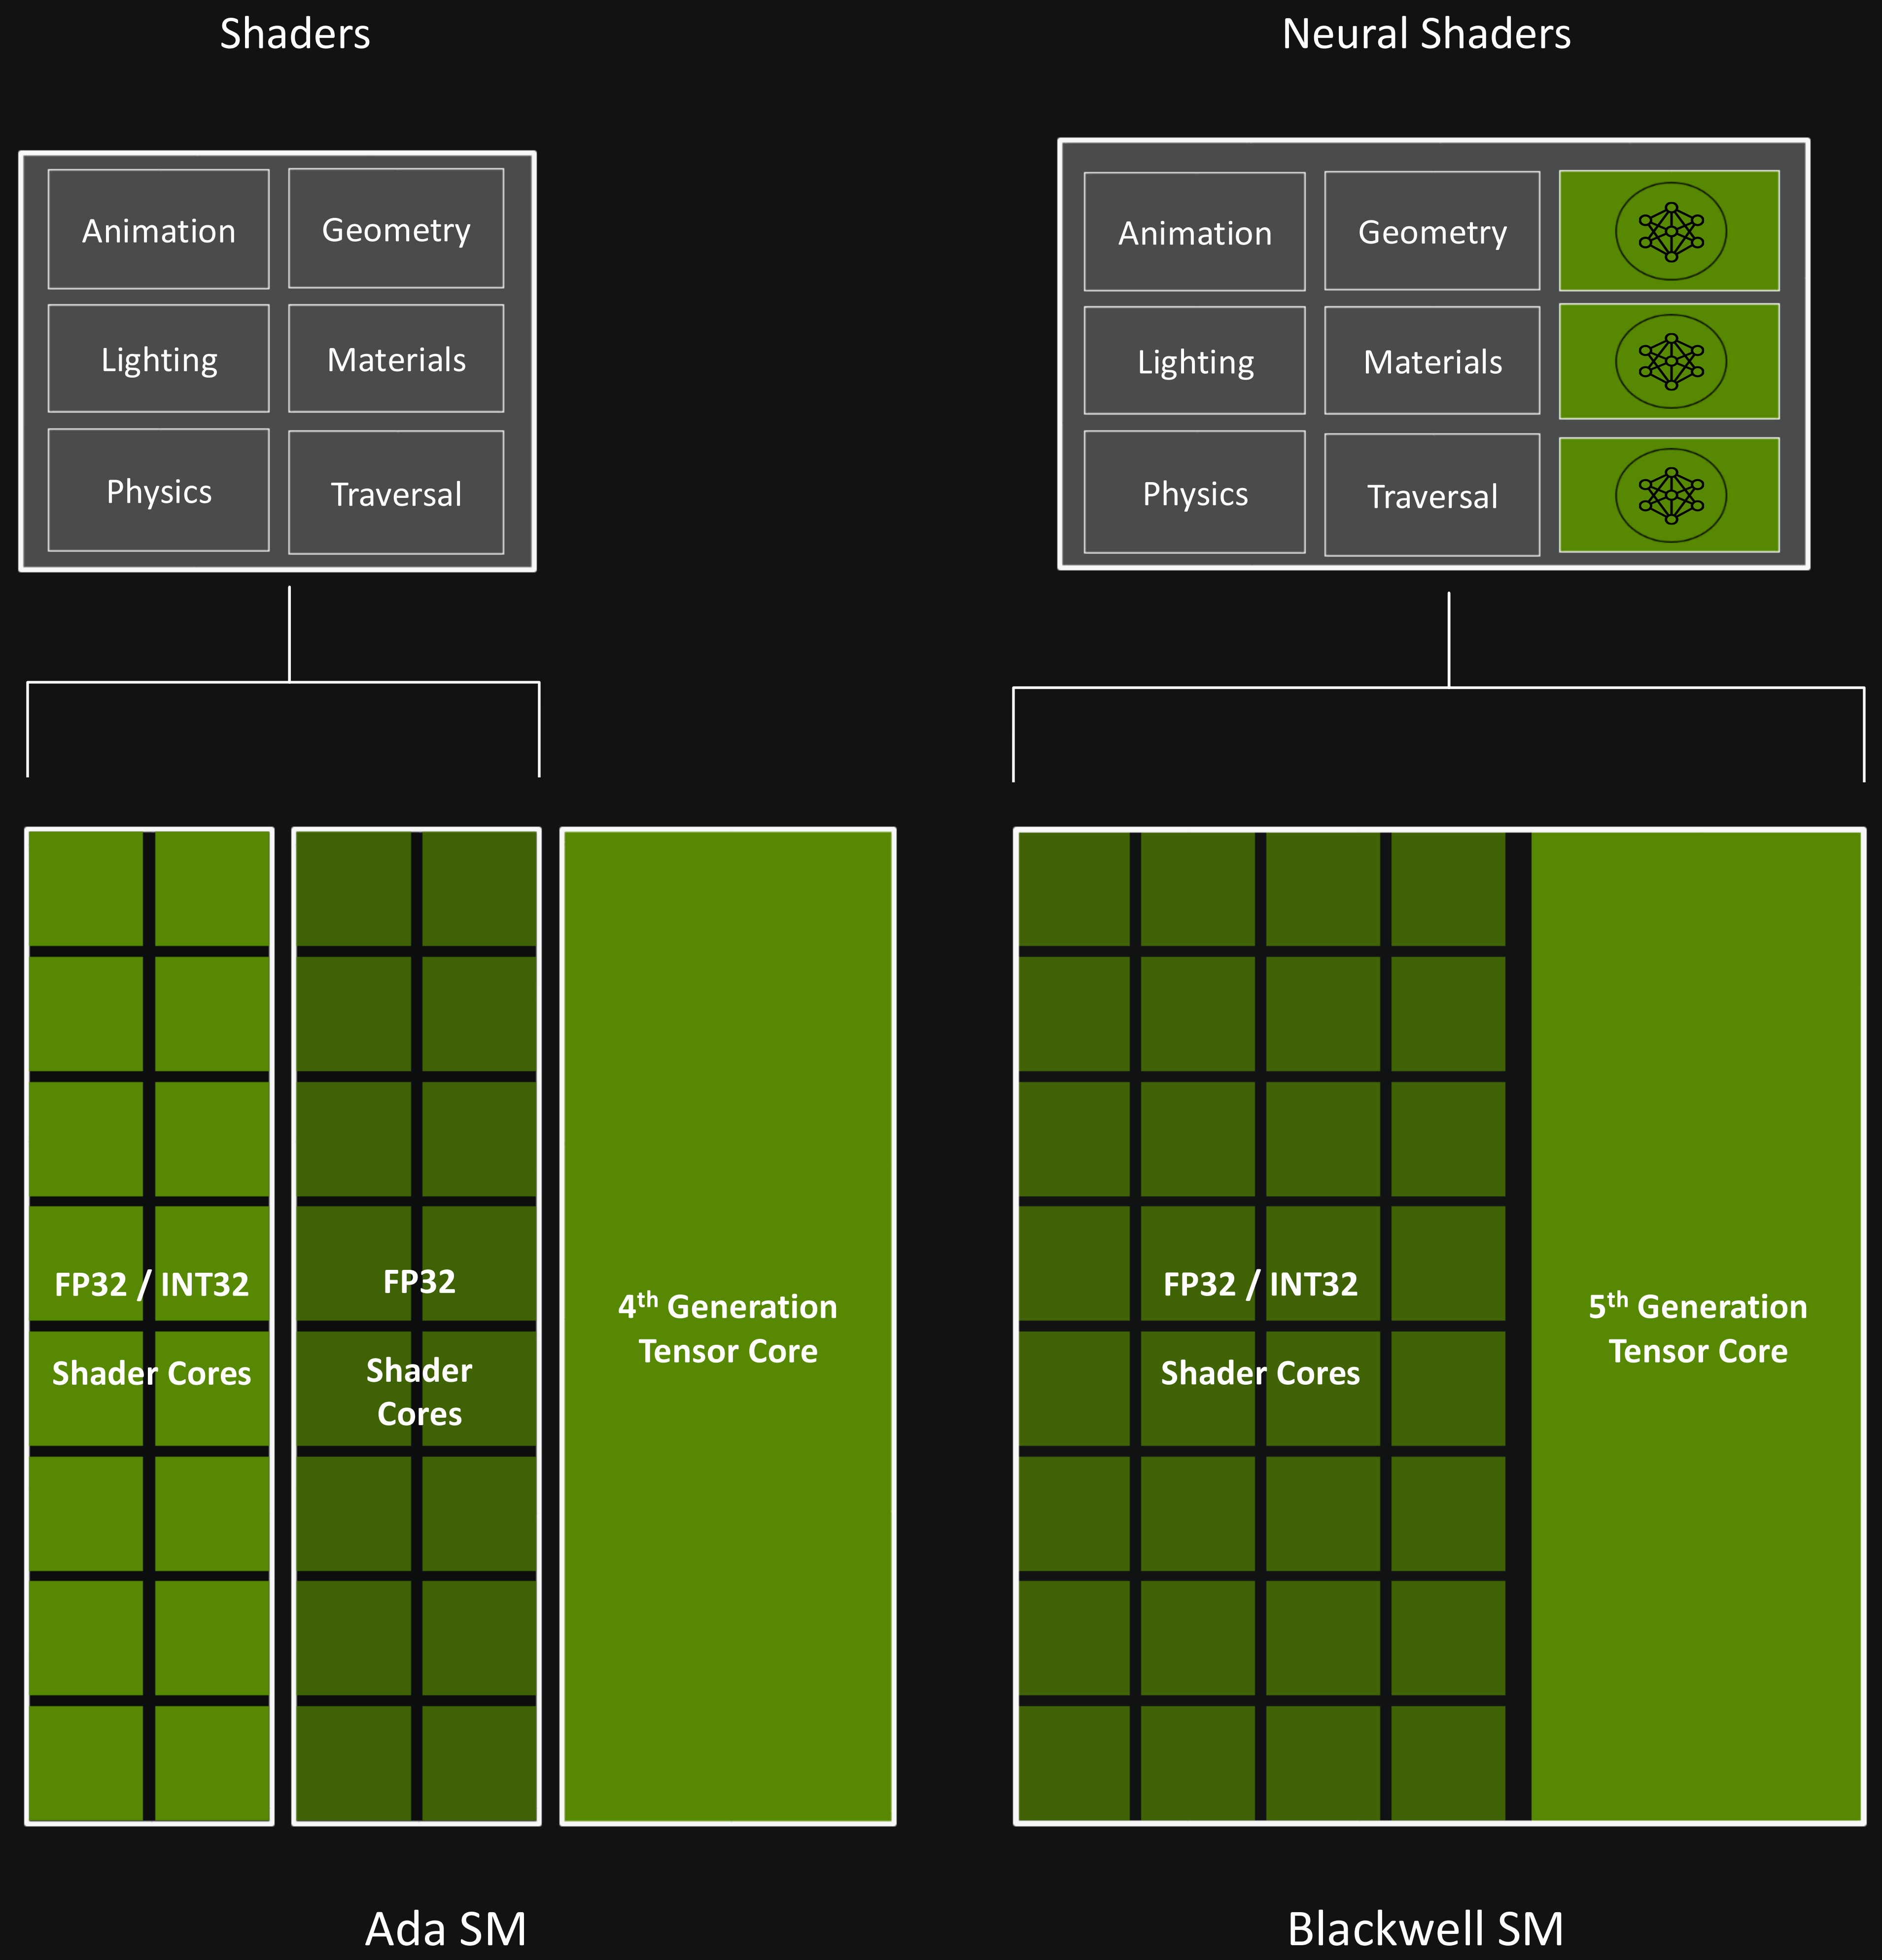 Shaders
Neural Shaders
Animation
Geometry
Lighting
Materials
Physics
Traversal
Animation
Geometry
Lighting
Materials
Physics
Traversal
FP32 / INT32
Shader Cores
FP32
Shader
Cores
4th Generation
Tensor Core
FP32 / INT32
Shader Cores
5th Generation
Tensor Core
Ada SM
Blackwell SM